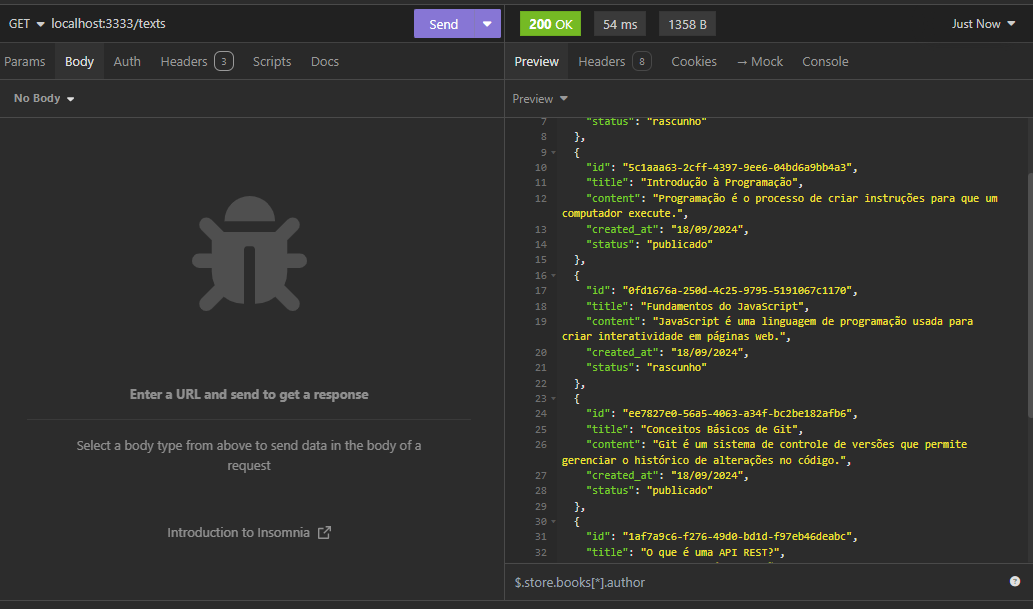 GET localhost:3333/texts
Send
200 OK
54 ms
1358 B
Just Now
Params
Body
Auth
Headers 3
Scripts
Docs
Preview
Headers 8
Cookies
→ Mock
Console
No Body
Preview
Enter a URL and send to get a response
Select a body type from above to send data in the body of a
request
Introduction to Insomnia
7 "status": "rascunho"
8 },
9 {
10 "id": "5c1aaa63-2cff-4397-9ee6-04bd6a9bb4a3",
11 "title": "Introdução à Programação",
12 "content": "Programação é o processo de criar instruções para que um
computador execute.",
13 "created_at": "18/09/2024",
14 "status": "publicado"
15 },
16 {
17 "id": "0fd1676a-250d-4c25-9795-5191067c1170",
18 "title": "Fundamentos do JavaScript",
19 "content": "JavaScript é uma linguagem de programação usada para
criar interatividade em páginas web.",
20 "created_at": "18/09/2024",
21 "status": "rascunho"
22 },
23 {
24 "id": "ee7827e0-56a5-4063-a34f-bc2be182afb6",
25 "title": "Conceitos Básicos de Git",
26 "content": "Git é um sistema de controle de versões que permite
gerenciar o histórico de alterações no código.",
27 "created_at": "18/09/2024",
28 "status": "publicado"
29 },
30 {
31 "id": "1af7a9c6-f276-49d0-bd1d-f97eb46deabc",
32 "title": "O que é uma API REST?",
$.store.books[*].author
?